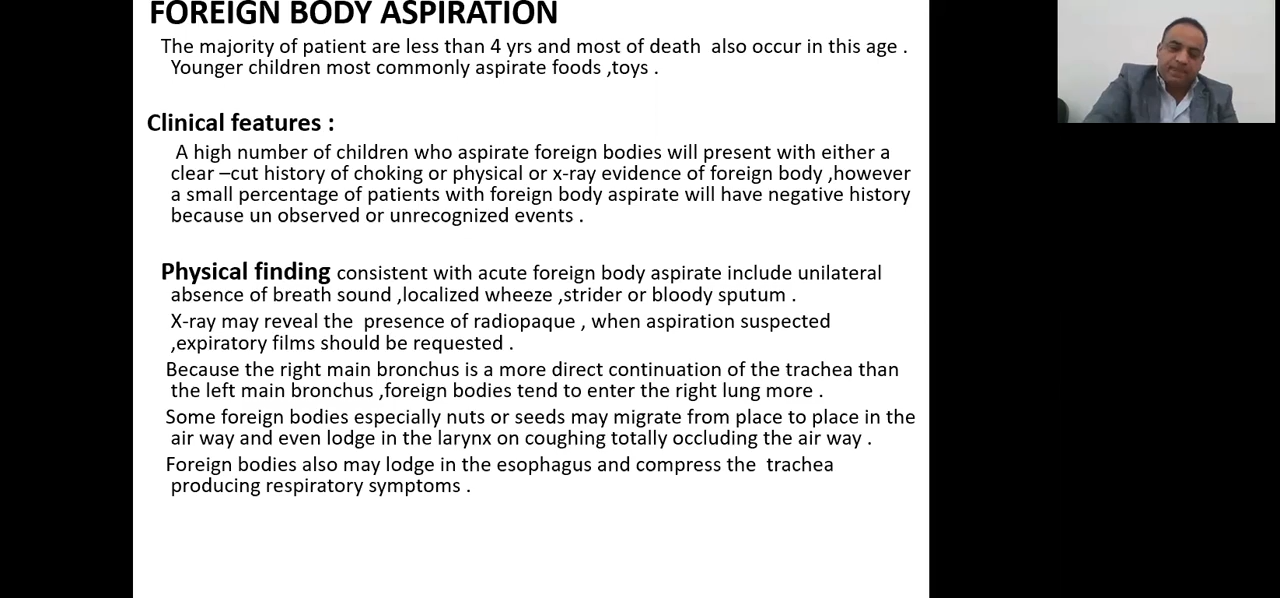 FOREIGN BODY ASPIRATION
The majority of patient are less than 4 yrs and most of death also occur in this age .
Younger children most commonly aspirate foods ,toys .
Clinical features :
A high number of children who aspirate foreign bodies will present with either a
clear –cut history of choking or physical or x-ray evidence of foreign body ,however
a small percentage of patients with foreign body aspirate will have negative history
because un observed or unrecognized events .
Physical finding consistent with acute foreign body aspirate include unilateral
absence of breath sound ,localized wheeze ,strider or bloody sputum .
X-ray may reveal the presence of radiopaque , when aspiration suspected
,expiratory films should be requested .
Because the right main bronchus is a more direct continuation of the trachea than
the left main bronchus ,foreign bodies tend to enter the right lung more .
Some foreign bodies especially nuts or seeds may migrate from place to place in the
air way and even lodge in the larynx on coughing totally occluding the air way .
Foreign bodies also may lodge in the esophagus and compress the trachea
producing respiratory symptoms .